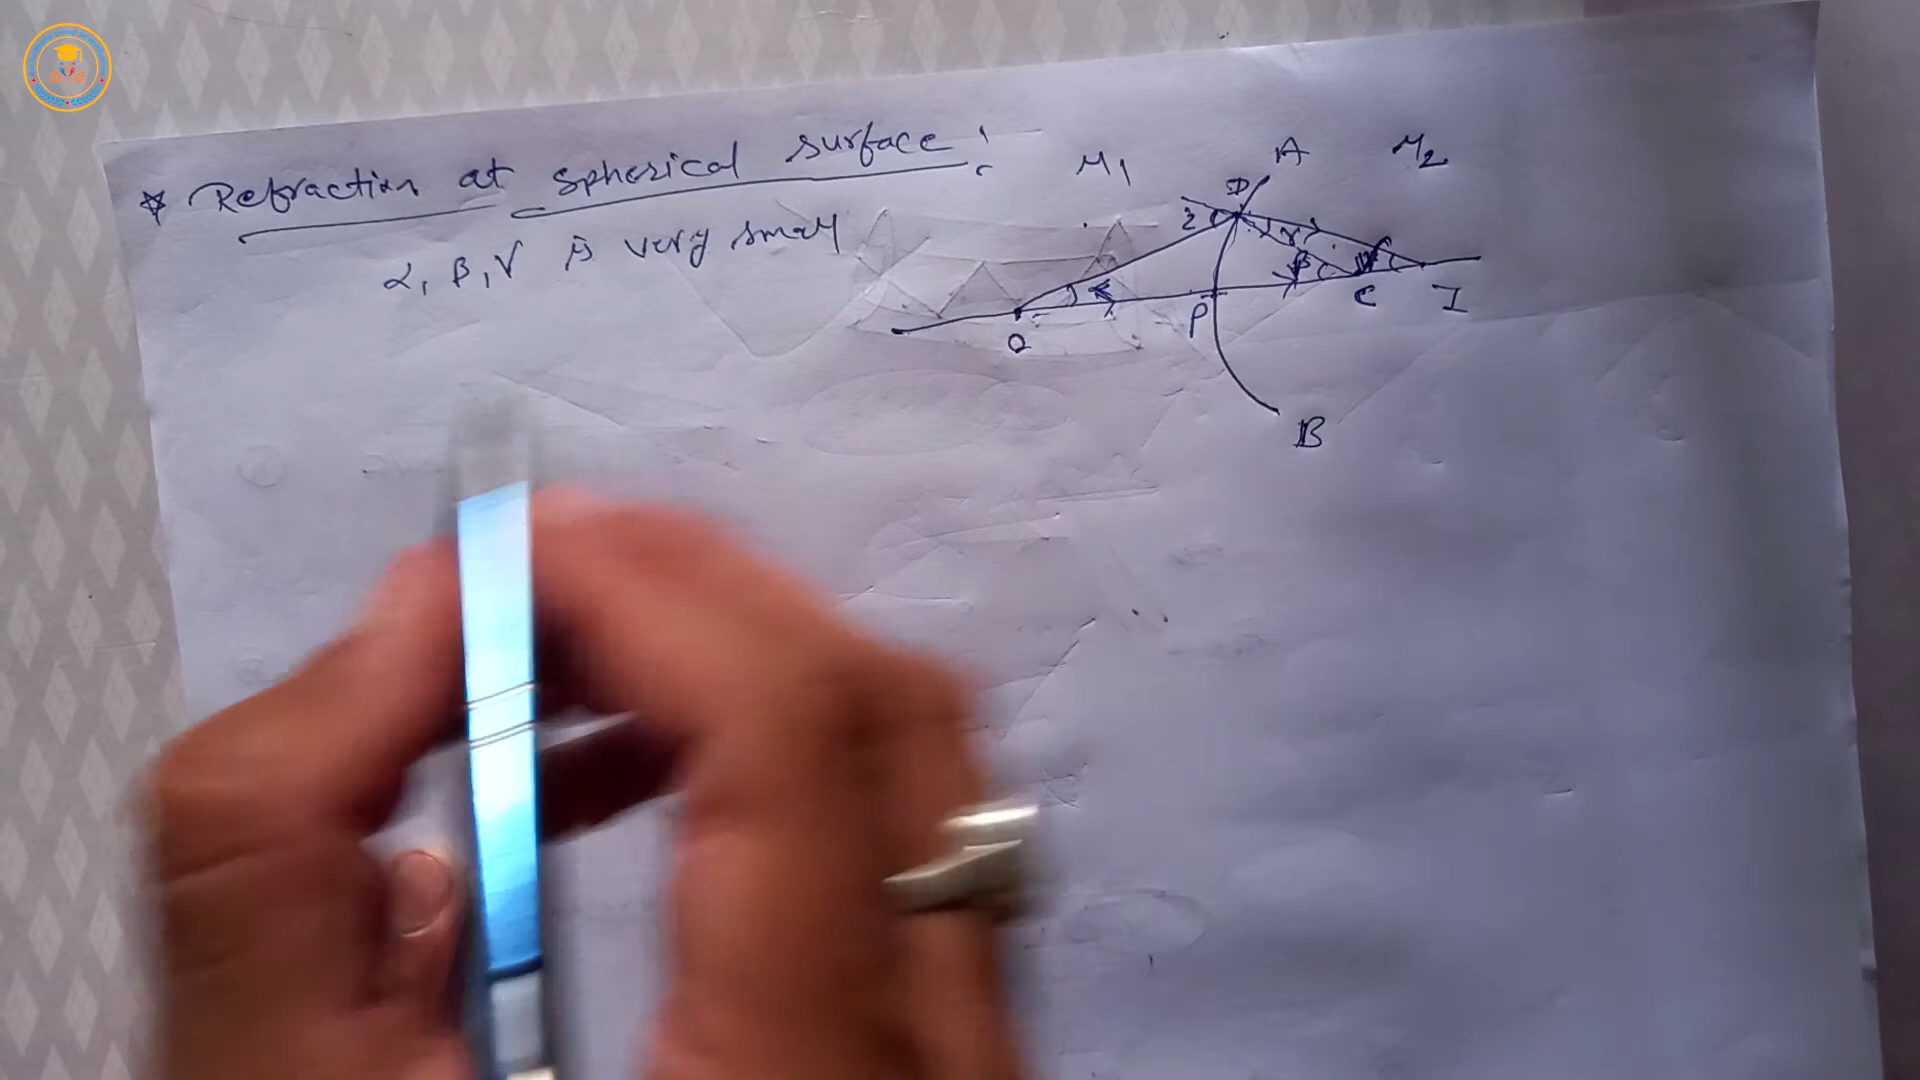 ☆ Refraction at spherical surface :
α, β, γ is very small
μ₁
A
μ₂
D
i
r
α
β
γ
O
P
C
I
B